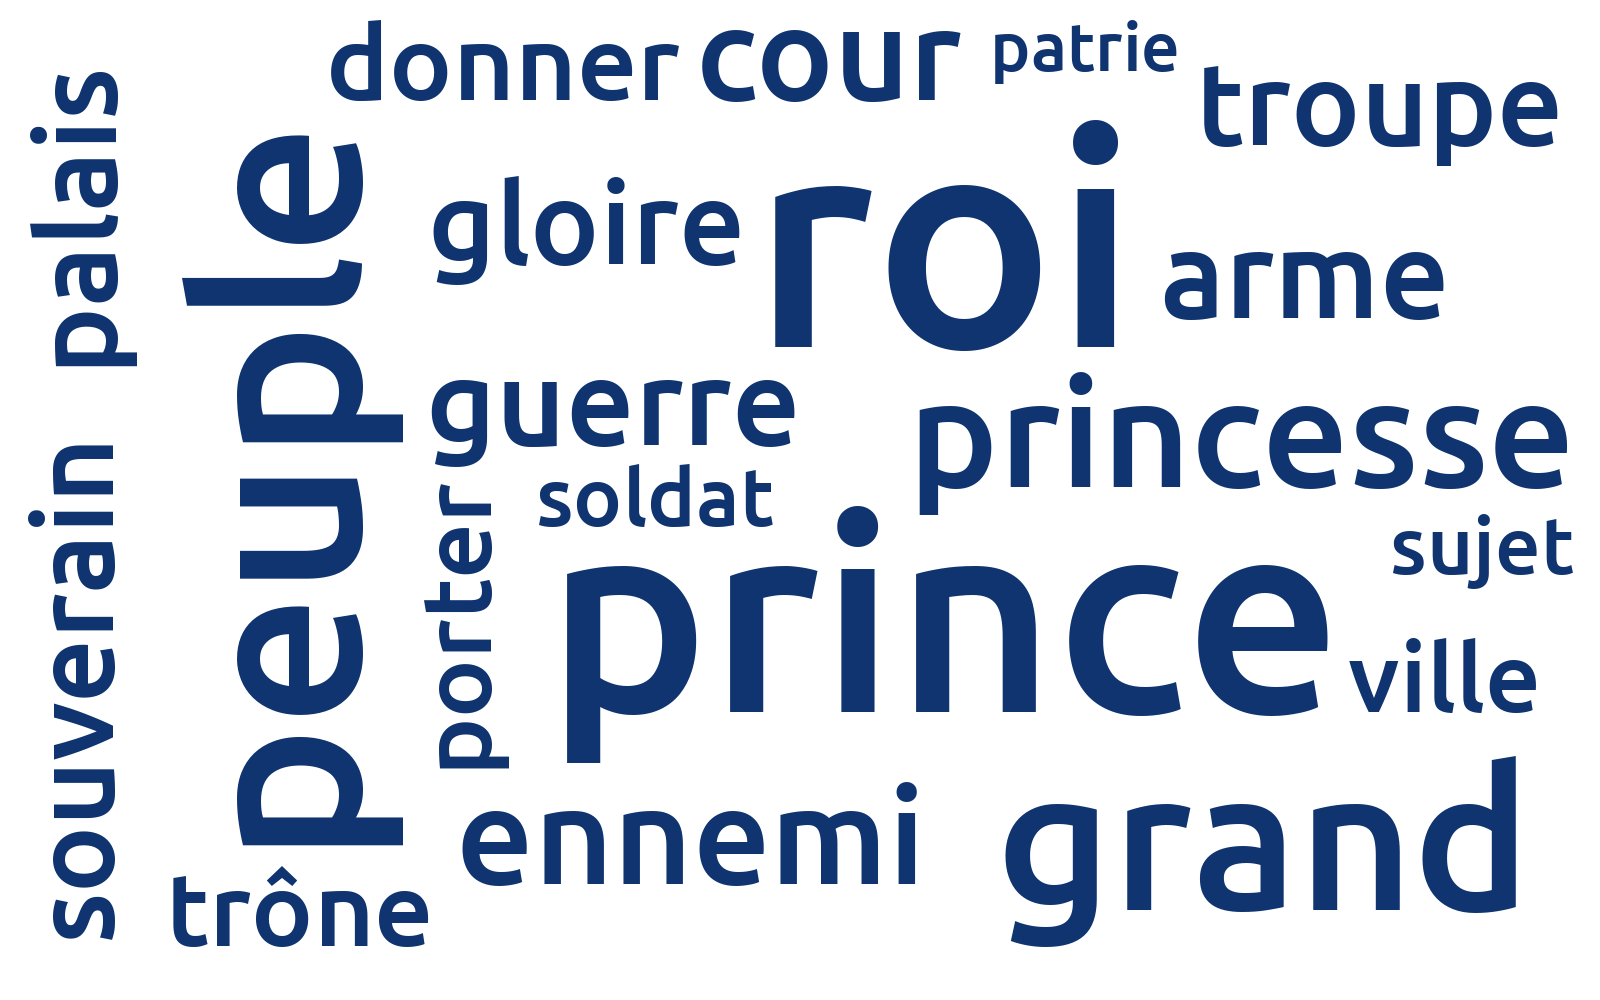 donner
cour
patrie
troupe
palais
peuple
gloire
roi
arme
guerre
princesse
soldat
porter
prince
sujet
souverain
ville
ennemi
grand
trône